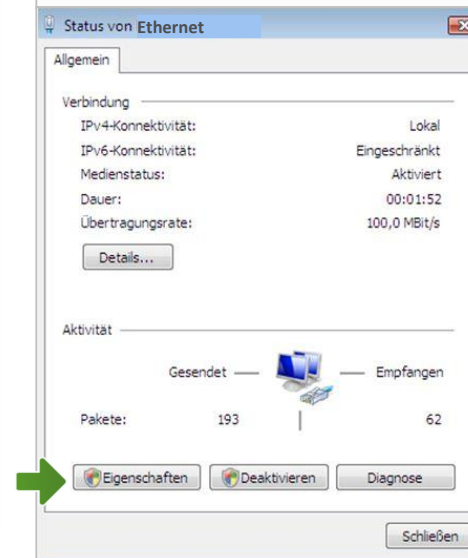 Status von Ethernet
Allgemein
Verbindung
IPv4-Konnektivität: Lokal
IPv6-Konnektivität: Eingeschränkt
Medienstatus: Aktiviert
Dauer: 00:01:52
Übertragungsrate: 100,0 MBit/s
Details...
Aktivität
Gesendet Empfangen
Pakete: 193 62
Eigenschaften Deaktivieren Diagnose
Schließen